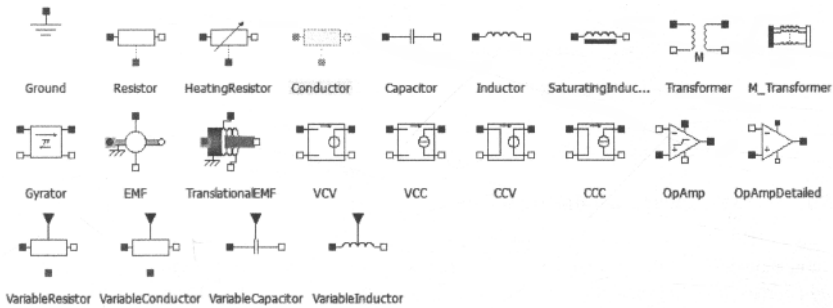 Ground Resistor HeatingResistor Conductor Capacitor Inductor SaturatingInduc... Transformer M_Transformer
M
Gyrator EMF TranslationalEMF VCV VCC CCV CCC OpAmp OpAmpDetailed
VariableResistor VariableConductor VariableCapacitor VariableInductor